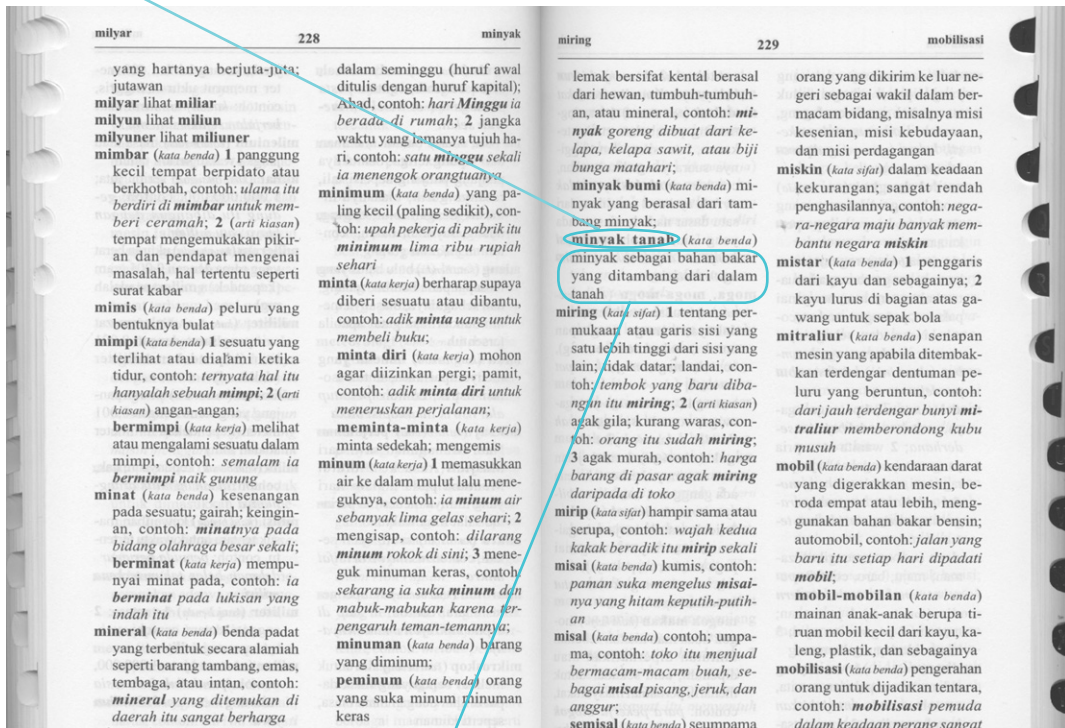 milyar
228
minyak
yang hartanya berjuta-juta;
jutawan
milyar lihat miliar
milyun lihat miliun
milyuner lihat miliuner
mimbar (kata benda) 1 panggung
kecil tempat berpidato atau
berkhotbah, contoh: ulama itu
berdiri di mimbar untuk mem-
beri ceramah; 2 (arti kiasan)
tempat mengemukakan pikir-
an dan pendapat mengenai
masalah, hal tertentu seperti
surat kabar
mimis (kata benda) peluru yang
bentuknya bulat
mimpi (kata benda) 1 sesuatu yang
terlihat atau dialami ketika
tidur, contoh: ternyata hal itu
hanyalah sebuah mimpi; 2 (arti
kiasan) angan-angan;
bermimpi (kata kerja) melihat
atau mengalami sesuatu dalam
mimpi, contoh: semalam ia
bermimpi naik gunung
minat (kata benda) kesenangan
pada sesuatu; gairah; keingin-
an, contoh: minatnya pada
bidang olahraga besar sekali;
berminat (kata kerja) mempu-
nyai minat pada, contoh: ia
berminat pada lukisan yang
indah itu
mineral (kata benda) benda padat
yang terbentuk secara alamiah
seperti barang tambang, emas,
tembaga, atau intan, contoh:
mineral yang ditemukan di
daerah itu sangat berharga
dalam seminggu (huruf awal
ditulis dengan huruf kapital);
Ahad, contoh: hari Minggu ia
berada di rumah; 2 jangka
waktu yang lamanya tujuh ha-
ri, contoh: satu minggu sekali
ia menengok orangtuanya
minimum (kata benda) yang pa-
ling kecil (paling sedikit), con-
toh: upah pekerja di pabrik itu
minimum lima ribu rupiah
sehari
minta (kata kerja) berharap supaya
diberi sesuatu atau dibantu,
contoh: adik minta uang untuk
membeli buku;
minta diri (kata kerja) mohon
agar diizinkan pergi; pamit,
contoh: adik minta diri untuk
meneruskan perjalanan;
meminta-minta (kata kerja)
minta sedekah; mengemis
minum (kata kerja) 1 memasukkan
air ke dalam mulut lalu mene-
guknya, contoh: ia minum air
sebanyak lima gelas sehari; 2
mengisap, contoh: dilarang
minum rokok di sini; 3 mene-
guk minuman keras, contoh:
sekarang ia suka minum dan
mabuk-mabukan karena ter-
pengaruh teman-temannya;
minuman (kata benda) barang
yang diminum;
peminum (kata benda) orang
yang suka minum minuman
keras
miring
229
mobilisasi
lemak bersifat kental berasal
dari hewan, tumbuh-tumbuh-
an, atau mineral, contoh: mi-
nyak goreng dibuat dari ke-
lapa, kelapa sawit, atau biji
bunga matahari;
minyak bumi (kata benda) mi-
nyak yang berasal dari tam-
bang minyak;
minyak tanah (kata benda)
minyak sebagai bahan bakar
yang ditambang dari dalam
tanah
miring (kata sifat) 1 tentang per-
mukaan atau garis sisi yang
satu lebih tinggi dari sisi yang
lain; tidak datar; landai, con-
toh: tembok yang baru diba-
ngun itu miring; 2 (arti kiasan)
agak gila; kurang waras, con-
toh: orang itu sudah miring;
3 agak murah, contoh: harga
barang di pasar agak miring
daripada di toko
mirip (kata sifat) hampir sama atau
serupa, contoh: wajah kedua
kakak beradik itu mirip sekali
misai (kata benda) kumis, contoh:
paman suka mengelus misai-
nya yang hitam keputih-putih-
an
misal (kata benda) contoh; umpa-
ma, contoh: toko itu menjual
bermacam-macam buah, se-
bagai misal pisang, jeruk, dan
anggur;
semisal (kata benda) seumpama
orang yang dikirim ke luar ne-
geri sebagai wakil dalam ber-
macam bidang, misalnya misi
kesenian, misi kebudayaan,
dan misi perdagangan
miskin (kata sifat) dalam keadaan
kekurangan; sangat rendah
penghasilannya, contoh: nega-
ra-negara maju banyak mem-
bantu negara miskin
mistar (kata benda) 1 penggaris
dari kayu dan sebagainya; 2
kayu lurus di bagian atas ga-
wang untuk sepak bola
mitraliur (kata benda) senapan
mesin yang apabila ditembak-
kan terdengar dentuman pe-
luru yang beruntun, contoh:
dari jauh terdengar bunyi mi-
traliur memberondong kubu
musuh
mobil (kata benda) kendaraan darat
yang digerakkan mesin, be-
roda empat atau lebih, meng-
gunakan bahan bakar bensin;
automobil, contoh: jalan yang
baru itu setiap hari dipadati
mobil;
mobil-mobilan (kata benda)
mainan anak-anak berupa ti-
ruan mobil kecil dari kayu, ka-
leng, plastik, dan sebagainya
mobilisasi (kata benda) pengerahan
orang untuk dijadikan tentara,
contoh: mobilisasi pemuda
dalam keadaan perang sangat